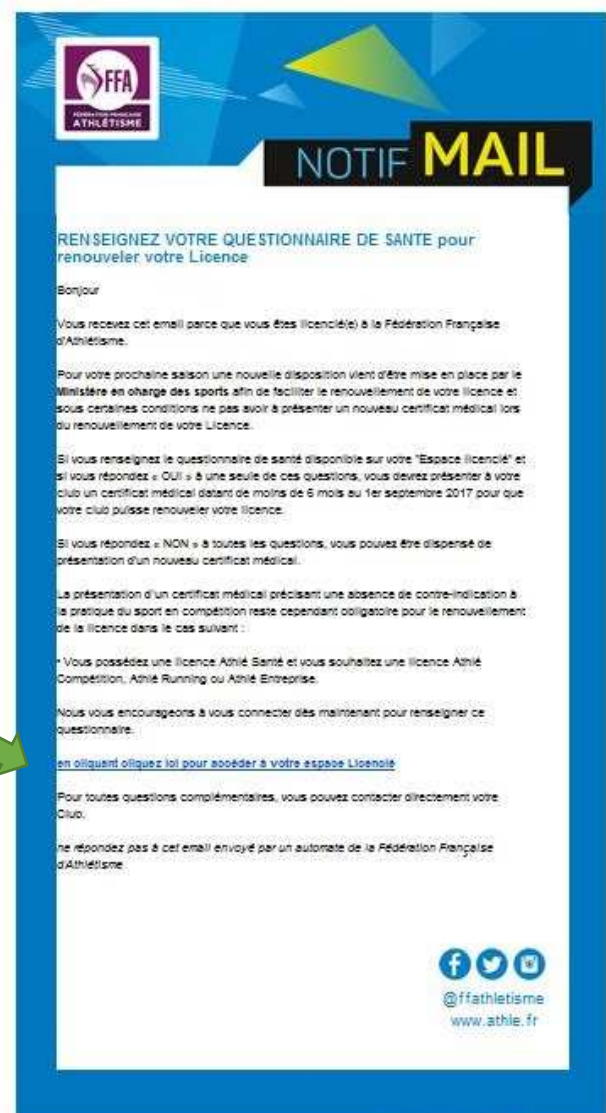 FFA
FÉDÉRATION FRANÇAISE
ATHLÉTISME
NOTIF MAIL
RENSEIGNEZ VOTRE QUESTIONNAIRE DE SANTE pour
renouveler votre Licence
Bonjour
Vous recevez cet email parce que vous êtes licencié(e) à la Fédération Française
d'Athlétisme.
Pour votre prochaine saison une nouvelle disposition vient d'être mise en place par le
Ministère en charge des sports afin de faciliter le renouvellement de votre licence et
sous certaines conditions ne pas avoir à présenter un nouveau certificat médical lors
du renouvellement de votre Licence.
Si vous renseignez le questionnaire de santé disponible sur votre "Espace licencié" et
si vous répondez « OUI » à une seule de ces questions, vous devrez présenter à votre
club un certificat médical datant de moins de 6 mois au 1er septembre 2017 pour que
votre club puisse renouveler votre licence.
Si vous répondez « NON » à toutes les questions, vous pouvez être dispensé de
présentation d'un nouveau certificat médical.
La présentation d'un certificat médical précisant une absence de contre-indication à
la pratique du sport en compétition reste cependant obligatoire pour le renouvellement
de la licence dans le cas suivant :
• Vous possédez une licence Athlé Santé et vous souhaitez une licence Athlé
Compétition, Athlé Running ou Athlé Entreprise.
Nous vous encourageons à vous connecter dès maintenant pour renseigner ce
questionnaire.
en cliquant cliquez ici pour accéder à votre espace Licencié
Pour toutes questions complémentaires, vous pouvez contacter directement votre
Club.
ne répondez pas à cet email envoyé par un automate de la Fédération Française
d'Athlétisme
@ffathletisme
www.athle.fr